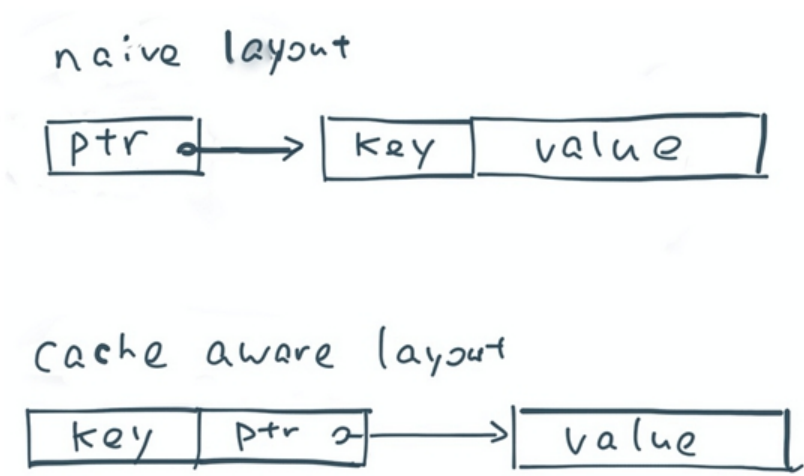 naive layout
ptr key value
cache aware layout
key ptr value